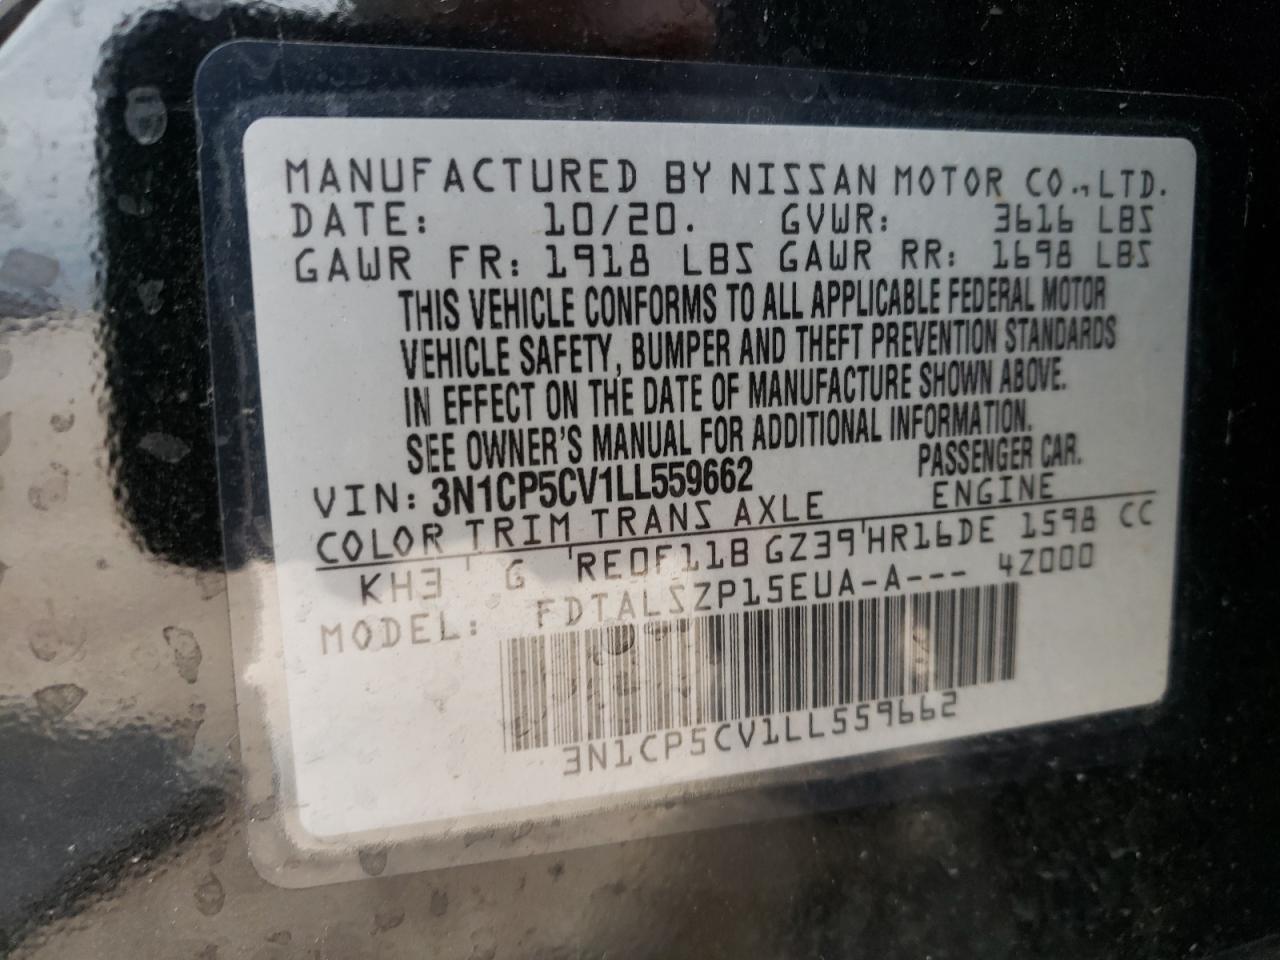 MANUFACTURED BY NISSAN MOTOR CO., LTD.
DATE: 10/20. GVWR: 3616 LBS
GAWR FR: 1918 LBS GAWR RR: 1698 LBS
THIS VEHICLE CONFORMS TO ALL APPLICABLE FEDERAL MOTOR
VEHICLE SAFETY, BUMPER AND THEFT PREVENTION STANDARDS
IN EFFECT ON THE DATE OF MANUFACTURE SHOWN ABOVE.
SEE OWNER'S MANUAL FOR ADDITIONAL INFORMATION.
VIN: 3N1CP5CV1LL559662 PASSENGER CAR.
COLOR TRIM TRANS AXLE ENGINE
KH3 ' G 'RE0F11B GZ39'HR16DE 1598 CC
MODEL: FDTALSZP15EUA-A--- 4Z000
3N1CP5CV1LL559662